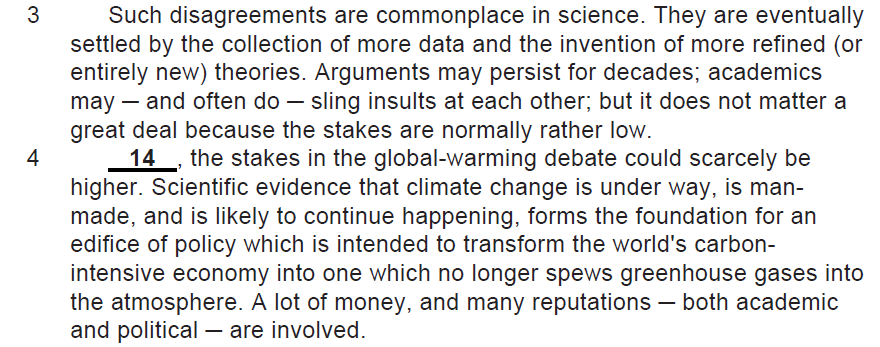 3 Such disagreements are commonplace in science. They are eventually
settled by the collection of more data and the invention of more refined (or
entirely new) theories. Arguments may persist for decades; academics
may — and often do — sling insults at each other; but it does not matter a
great deal because the stakes are normally rather low.
4 14 , the stakes in the global-warming debate could scarcely be
higher. Scientific evidence that climate change is under way, is man-
made, and is likely to continue happening, forms the foundation for an
edifice of policy which is intended to transform the world's carbon-
intensive economy into one which no longer spews greenhouse gases into
the atmosphere. A lot of money, and many reputations — both academic
and political — are involved.